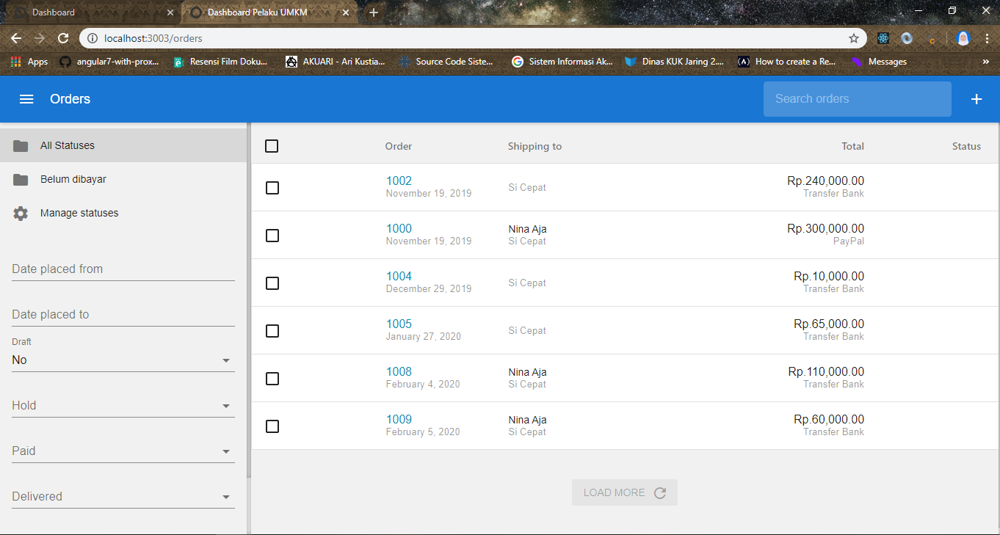 Dashboard
Dashboard Pelaku UMKM
localhost:3003/orders
Apps
angular7-with-prox...
Resensi Film Doku...
AKUARI - Ari Kustia...
Source Code Siste...
Sistem Informasi Ak...
Dinas KUK Jaring 2....
How to create a Re...
Messages
Orders
Search orders
All Statuses
Belum dibayar
Manage statuses
Date placed from
Date placed to
Draft
No
Hold
Paid
Delivered
Order Shipping to Total Status
1002 Rp.240,000.00
November 19, 2019 Si Cepat Transfer Bank
1000 Nina Aja Rp.300,000.00
November 19, 2019 Si Cepat PayPal
1004 Rp.10,000.00
December 29, 2019 Si Cepat Transfer Bank
1005 Rp.65,000.00
January 27, 2020 Si Cepat Transfer Bank
1008 Nina Aja Rp.110,000.00
February 4, 2020 Si Cepat Transfer Bank
1009 Nina Aja Rp.60,000.00
February 5, 2020 Si Cepat Transfer Bank
LOAD MORE